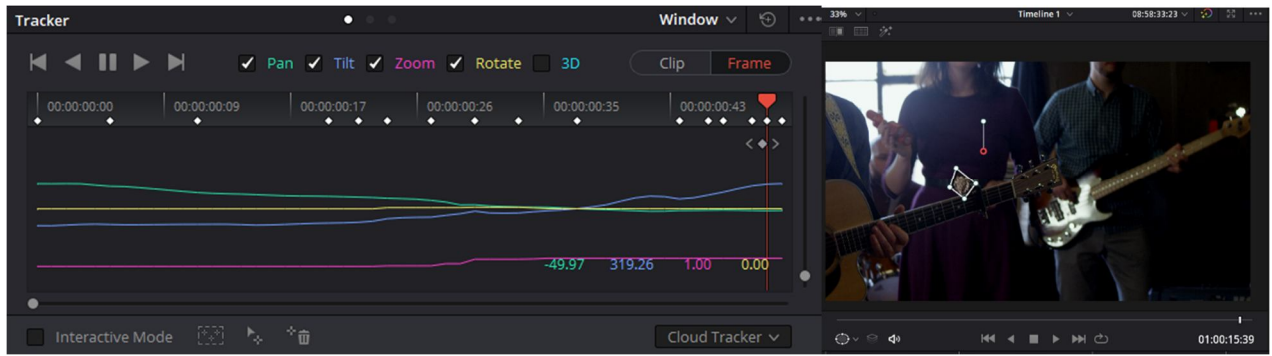 Tracker
Window
Pan Tilt Zoom Rotate 3D Clip Frame
00:00:00:00 00:00:00:09 00:00:00:17 00:00:00:26 00:00:00:35 00:00:00:43
-49.97 319.26 1.00 0.00
Interactive Mode Cloud Tracker
33% Timeline 1 08:58:33:23
01:00:15:39